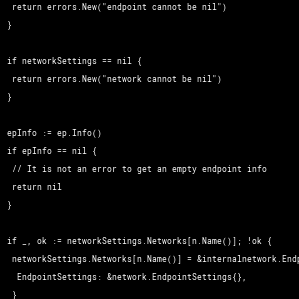 return errors.New("endpoint cannot be nil")
}
if networkSettings == nil {
return errors.New("network cannot be nil")
}
epInfo := ep.Info()
if epInfo == nil {
// It is not an error to get an empty endpoint info
return nil
}
if _, ok := networkSettings.Networks[n.Name()]; !ok {
networkSettings.Networks[n.Name()] = &internalnetwork.Endp
EndpointSettings: &network.EndpointSettings{},
}